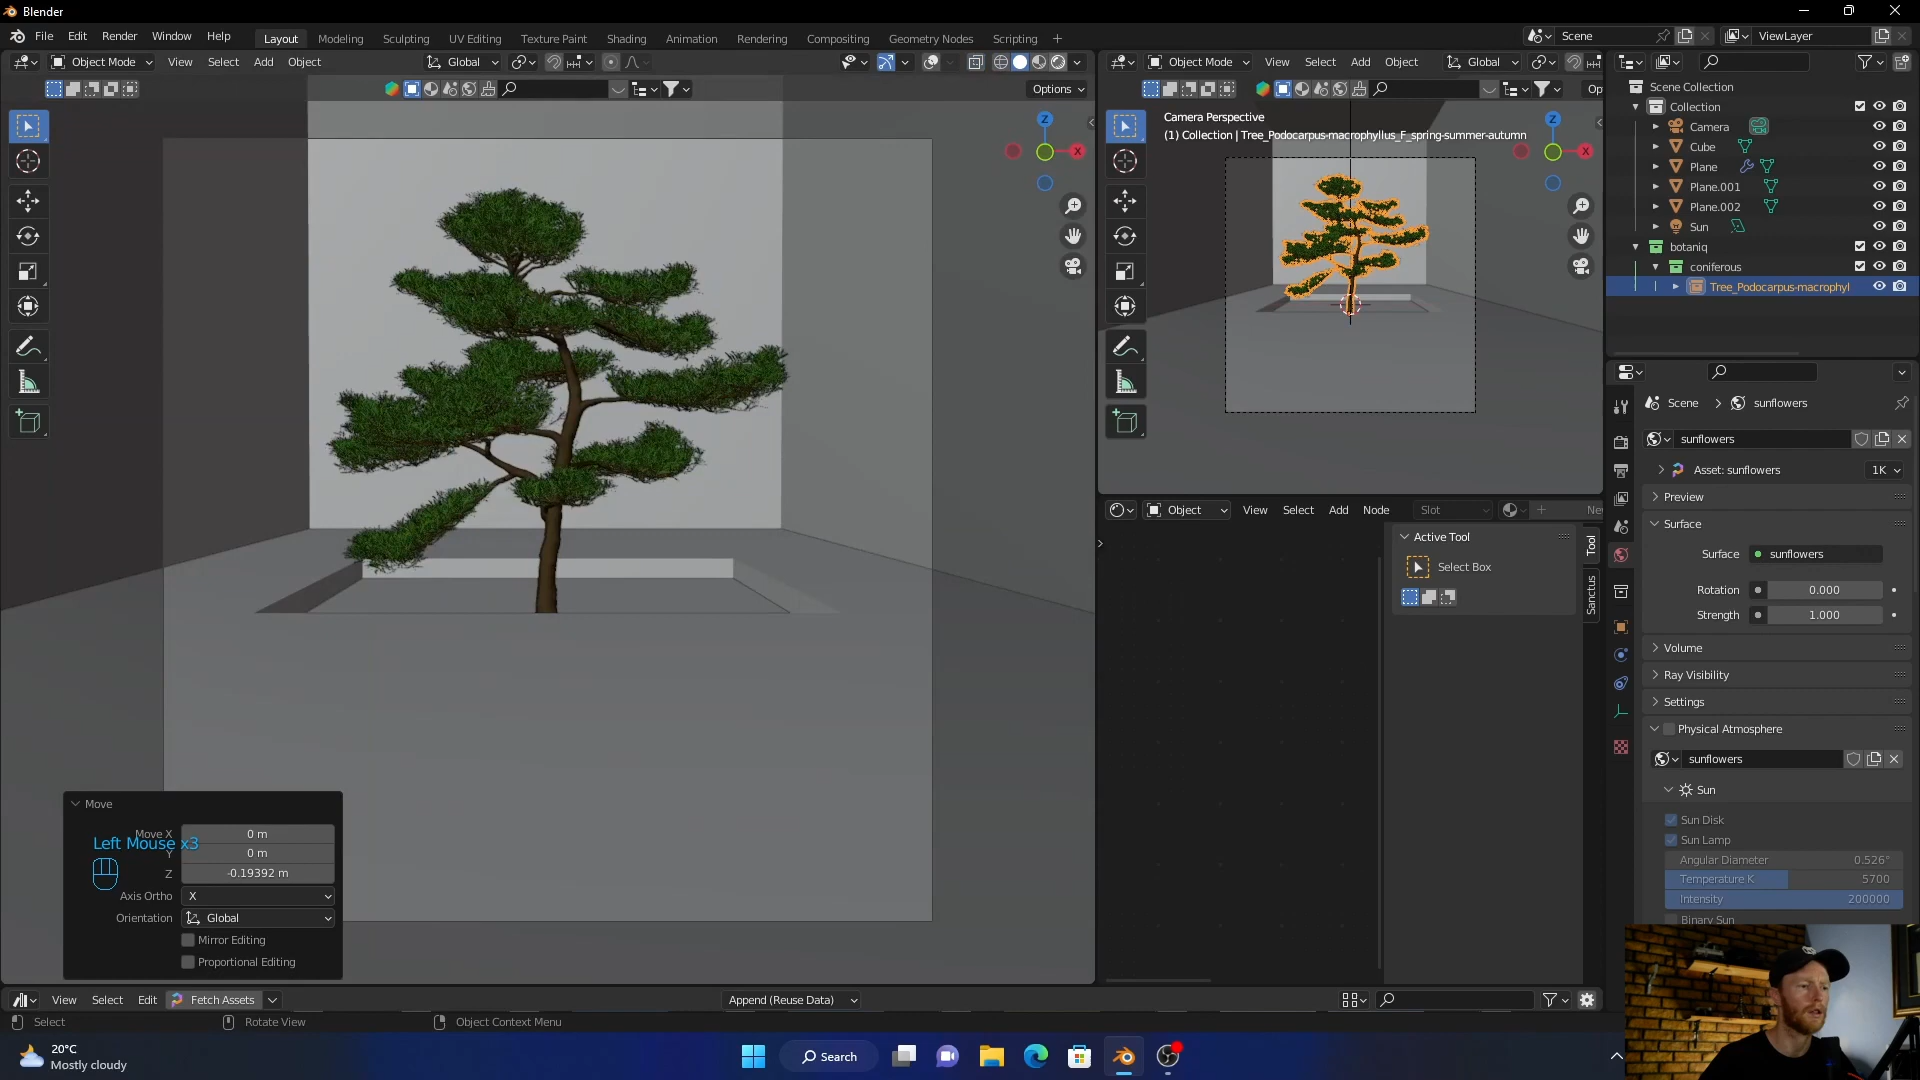 Blender
File Edit Render Window Help Layout Modeling Sculpting UV Editing Texture Paint Shading Animation Rendering Compositing Geometry Nodes Scripting + Scene ViewLayer
Object Mode View Select Add Object Global
Object Mode View Select Add Object Global
Options
Op
Scene Collection
Collection
Camera
Cube
Plane
Plane.001
Plane.002
Sun
botaniq
coniferous
Tree_Podocarpus-macrophyl
Z
X
Camera Perspective
(1) Collection | Tree_Podocarpus-macrophyllus_F_spring-summer-autumn
Z
X
Object View Select Add Node Slot Ne
Active Tool
Select Box
Tool
Sanctus
Scene > sunflowers
sunflowers
Asset: sunflowers 1K
Preview
Surface
Surface sunflowers
Rotation 0.000
Strength 1.000
Volume
Ray Visibility
Settings
Physical Atmosphere
sunflowers
Sun
Sun Disk
Sun Lamp
Angular Diameter 0.526°
Temperature K 5700
Intensity 200000
Binary Sun
Move
Move X 0 m
Left Mouse x3
Y 0 m
Z -0.19392 m
Axis Ortho X
Orientation Global
Mirror Editing
Proportional Editing
View Select Edit Fetch Assets Append (Reuse Data)
Select Rotate View Object Context Menu
20°C
Mostly cloudy
Search